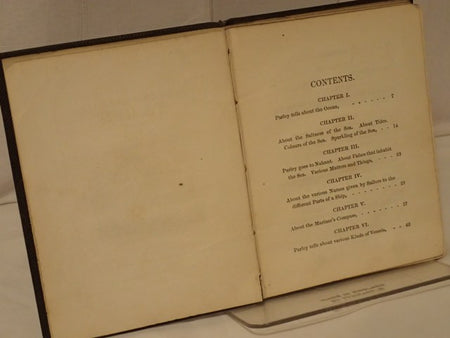 CONTENTS.
CHAPTER I.
Parley tells about the Ocean, 7
CHAPTER II.
About the Saltness of the Sea. About Tides.
Colours of the Sea. Sparkling of the Sea, 14
CHAPTER III.
Parley goes to Nahant. About Fishes that inhabit
the Sea. Various Matters and Things,
CHAPTER IV.
About the various Names given by Sailors to the
different Parts of a Ship,
CHAPTER V.
About the Mariner's Compass,
CHAPTER VI.
Parley tells about various Kinds of Vessels,